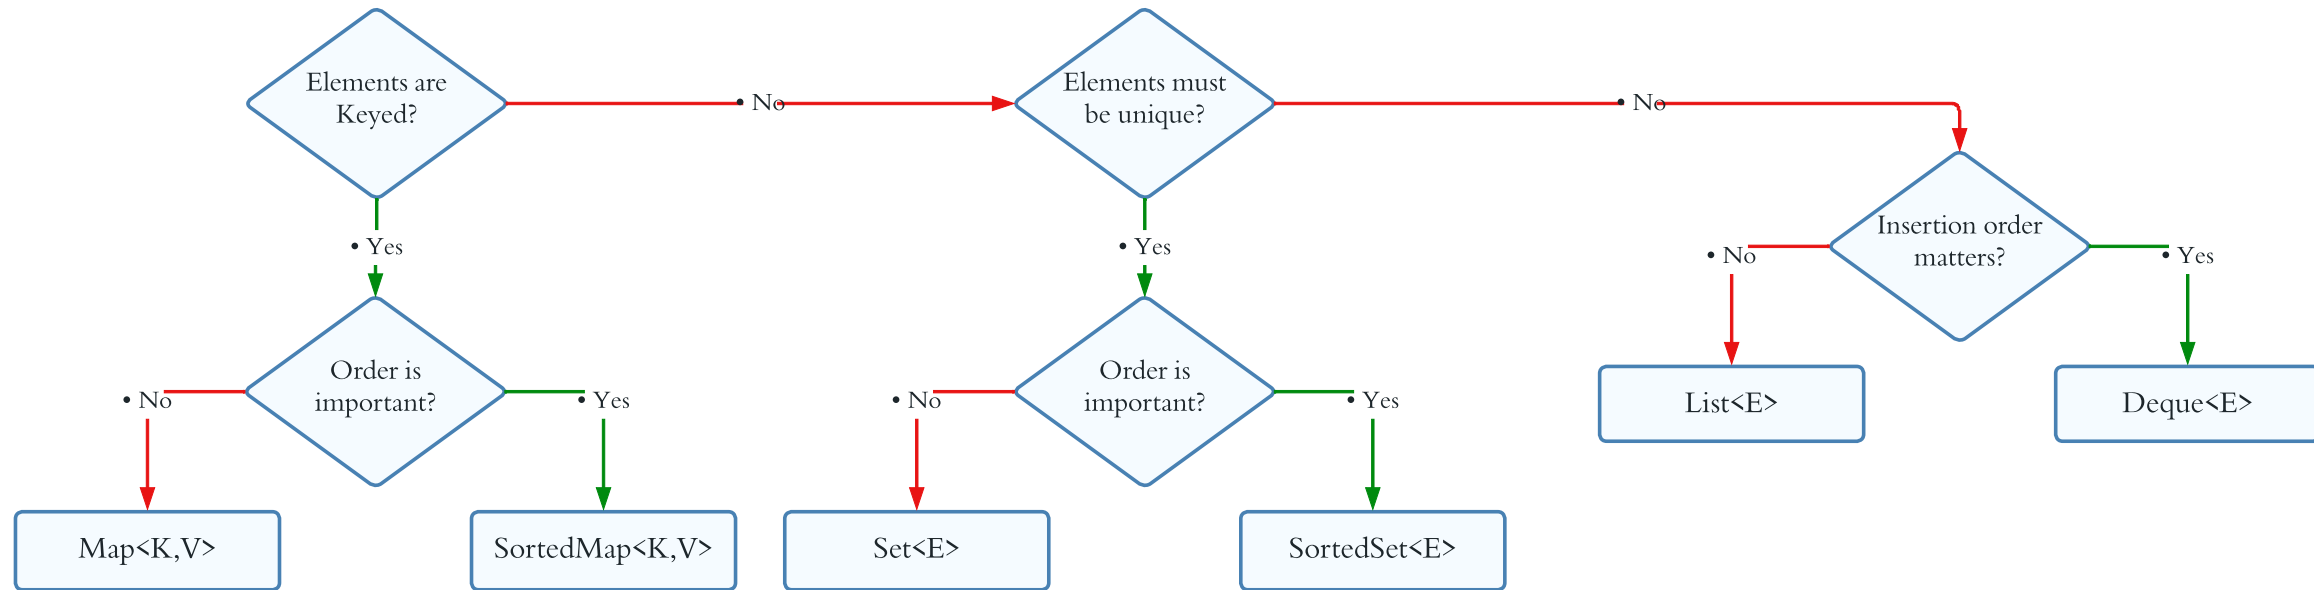 Elements are
Keyed?
• No
Elements must
be unique?
• No
• Yes
• Yes
Insertion order
matters?
• No
• Yes
Order is
important?
• No
• Yes
Order is
important?
• No
• Yes
List<E>
Deque<E>
Map<K,V>
SortedMap<K,V>
Set<E>
SortedSet<E>